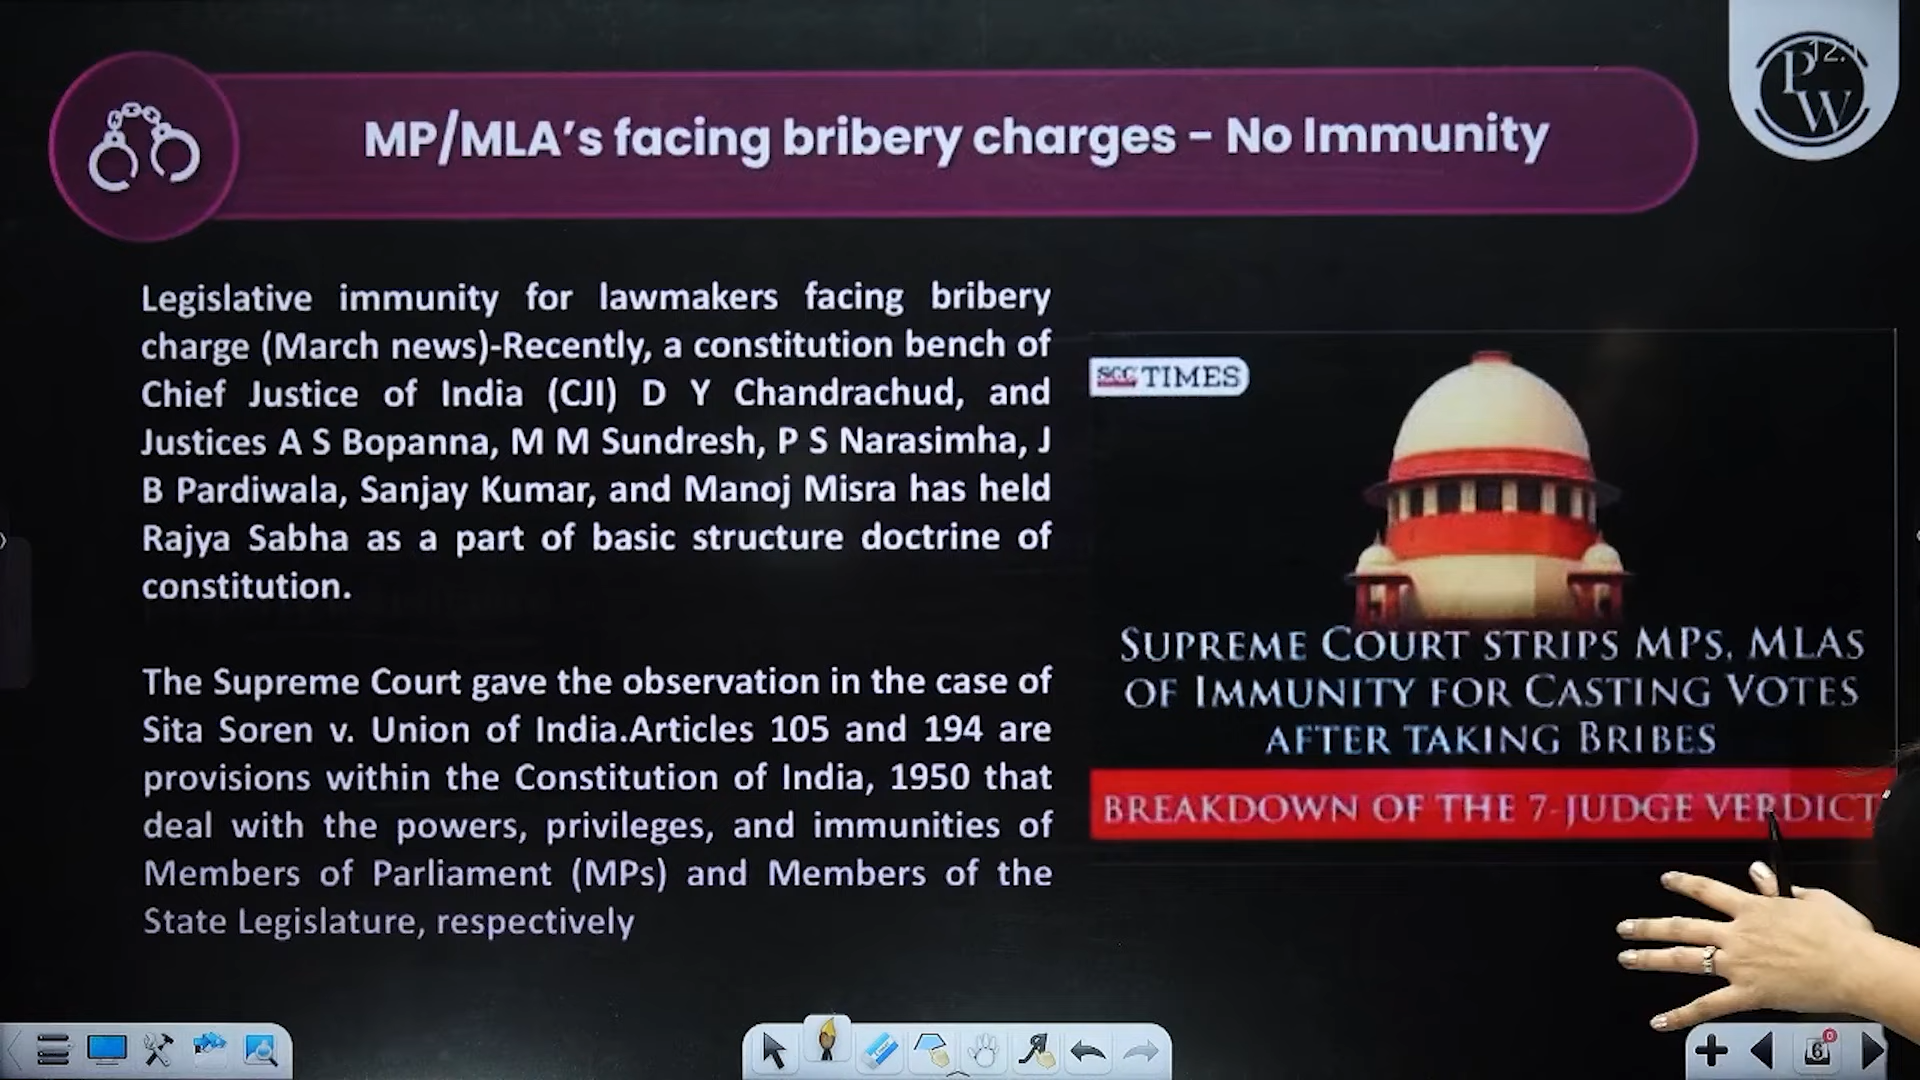 12.
PW
MP/MLA's facing bribery charges - No Immunity
Legislative immunity for lawmakers facing bribery
charge (March news)-Recently, a constitution bench of
Chief Justice of India (CJI) D Y Chandrachud, and
Justices A S Bopanna, M M Sundresh, P S Narasimha, J
B Pardiwala, Sanjay Kumar, and Manoj Misra has held
Rajya Sabha as a part of basic structure doctrine of
constitution.
The Supreme Court gave the observation in the case of
Sita Soren v. Union of India.Articles 105 and 194 are
provisions within the Constitution of India, 1950 that
deal with the powers, privileges, and immunities of
Members of Parliament (MPs) and Members of the
State Legislature, respectively
SCC TIMES
SUPREME COURT STRIPS MPS, MLAS
OF IMMUNITY FOR CASTING VOTES
AFTER TAKING BRIBES
BREAKDOWN OF THE 7-JUDGE VERDICT
6
0